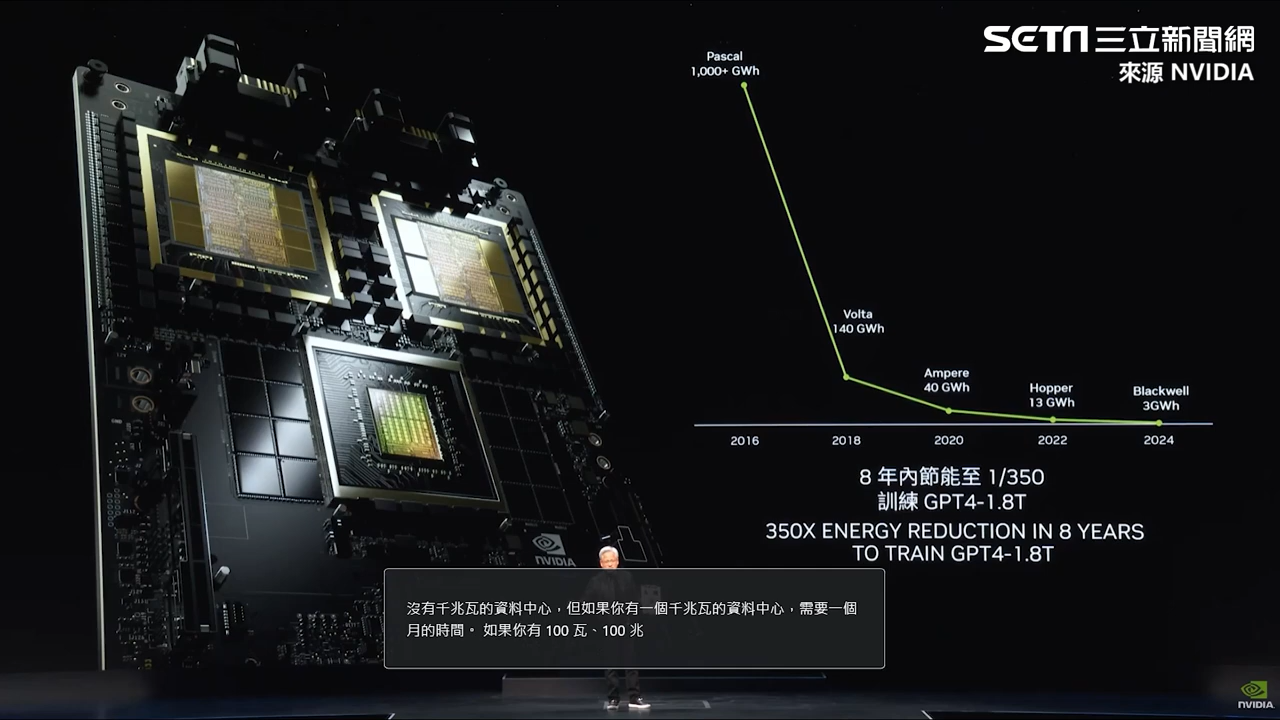 SETN三立新聞網
來源 NVIDIA
Pascal
1,000+ GWh
Volta
140 GWh
Ampere
40 GWh
Hopper
13 GWh
Blackwell
3GWh
2016
2018
2020
2022
2024
8 年內節能至 1/350
訓練 GPT4-1.8T
350X ENERGY REDUCTION IN 8 YEARS
TO TRAIN GPT4-1.8T
NVIDIA
沒有千兆瓦的資料中心，但如果你有一個千兆瓦的資料中心，需要一個
月的時間。 如果你有 100 瓦、100 兆
NVIDIA